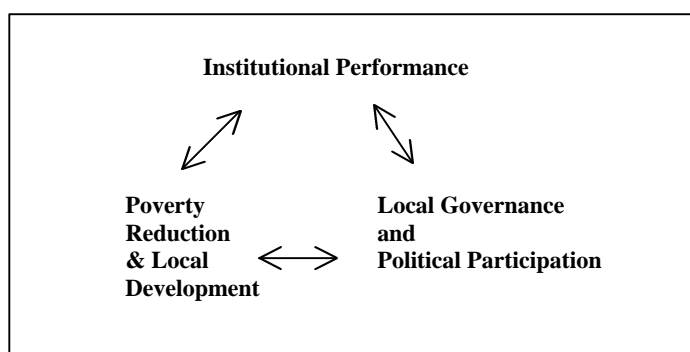 Institutional Performance
Poverty
Reduction
& Local
Development
Local Governance
and
Political Participation